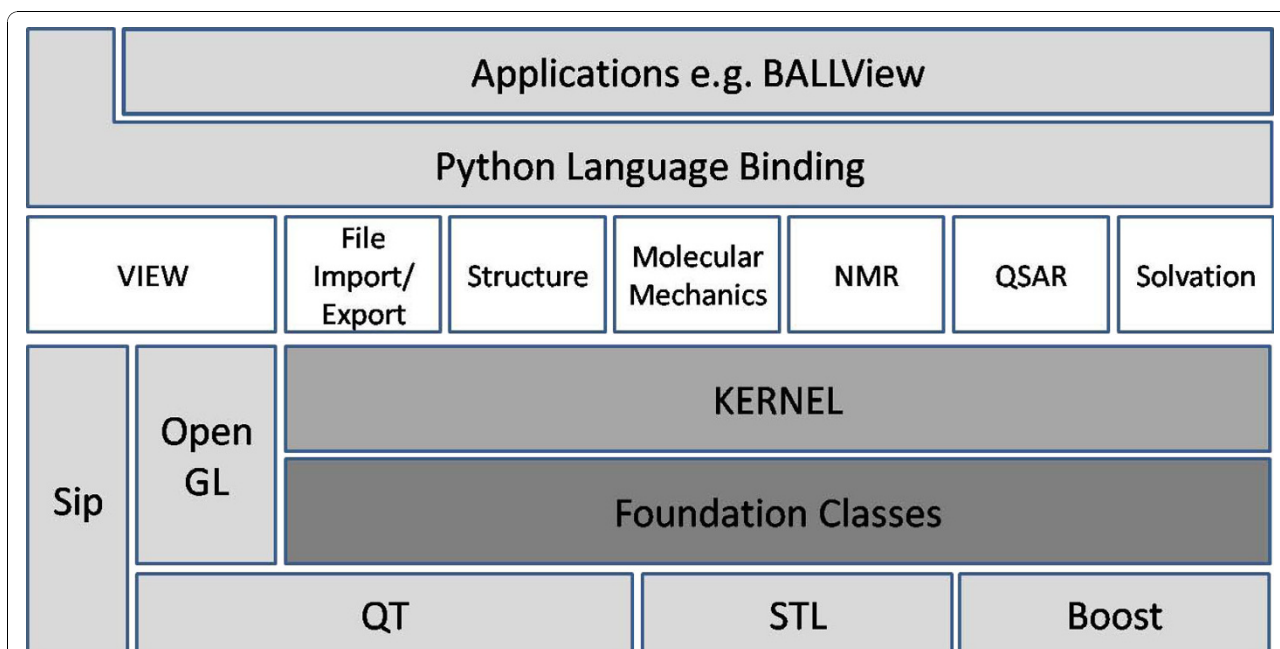 Applications e.g. BALLView
Python Language Binding
VIEW
File
Import/
Export
Structure
Molecular
Mechanics
NMR
QSAR
Solvation
Sip
Open
GL
KERNEL
Foundation Classes
QT
STL
Boost